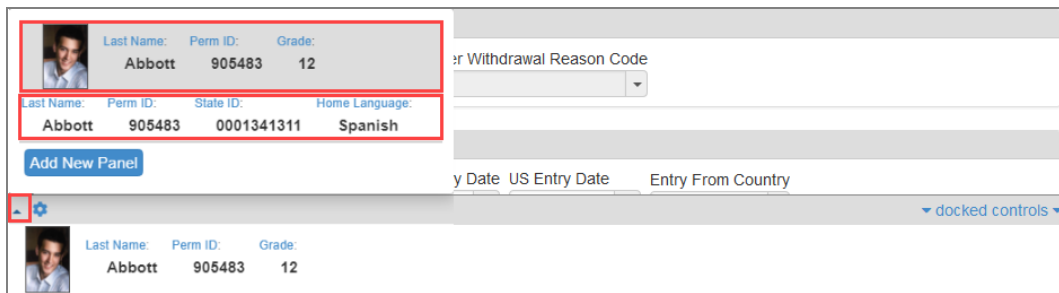 Last Name: Perm ID: Grade:
Abbott 905483 12
er Withdrawal Reason Code
Last Name: Perm ID: State ID: Home Language:
Abbott 905483 0001341311 Spanish
Add New Panel
y Date US Entry Date Entry From Country
docked controls
Last Name: Perm ID: Grade:
Abbott 905483 12